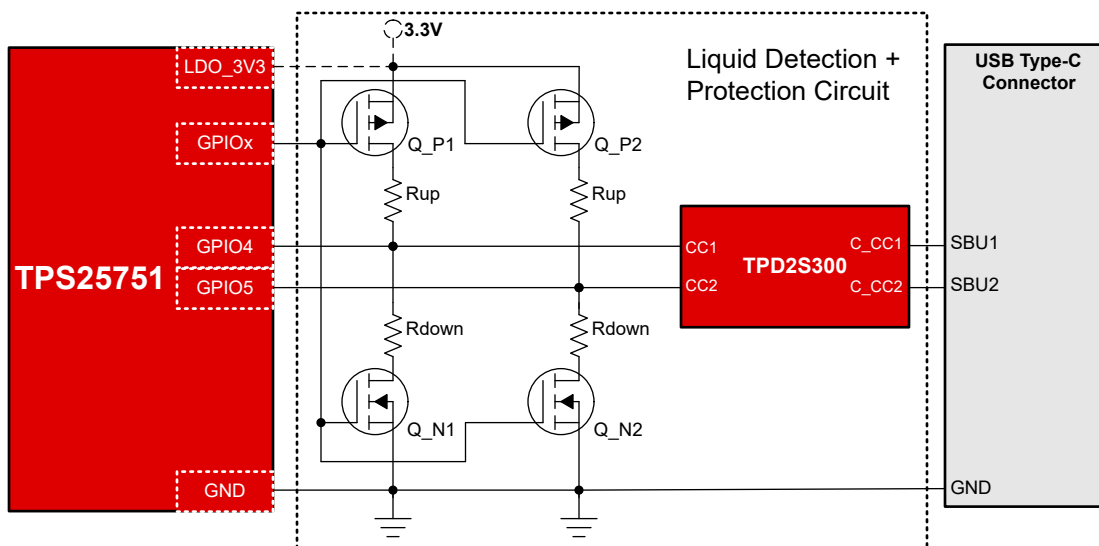 3.3V
LDO_3V3
Liquid Detection +
Protection Circuit
USB Type-C
Connector
GPIOx
Q_P1
Q_P2
Rup
Rup
GPIO4
CC1
C_CC1
SBU1
TPS25751
TPD2S300
GPIO5
CC2
C_CC2
SBU2
Rdown
Rdown
Q_N1
Q_N2
GND
GND